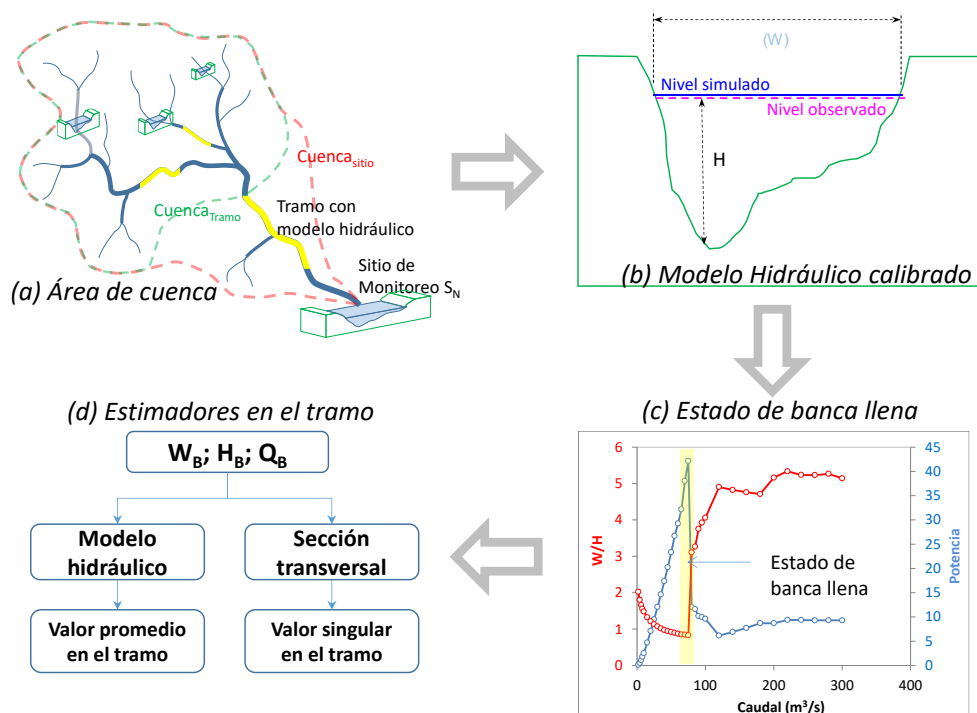 Cuenca_sitio
Cuenca_Tramo
Tramo con
modelo hidráulico
Sitio de
Monitoreo S_N
(a) Área de cuenca
(W)
Nivel simulado
Nivel observado
H
(b) Modelo Hidráulico calibrado
(c) Estado de banca llena
6
5
4
3
2
1
0
W/H
45
40
35
30
25
20
15
10
5
0
Potencia
Estado de
banca llena
0 100 200 300 400
Caudal (m³/s)
(d) Estimadores en el tramo
W_B; H_B; Q_B
Modelo
hidráulico
Sección
transversal
Valor promedio
en el tramo
Valor singular
en el tramo